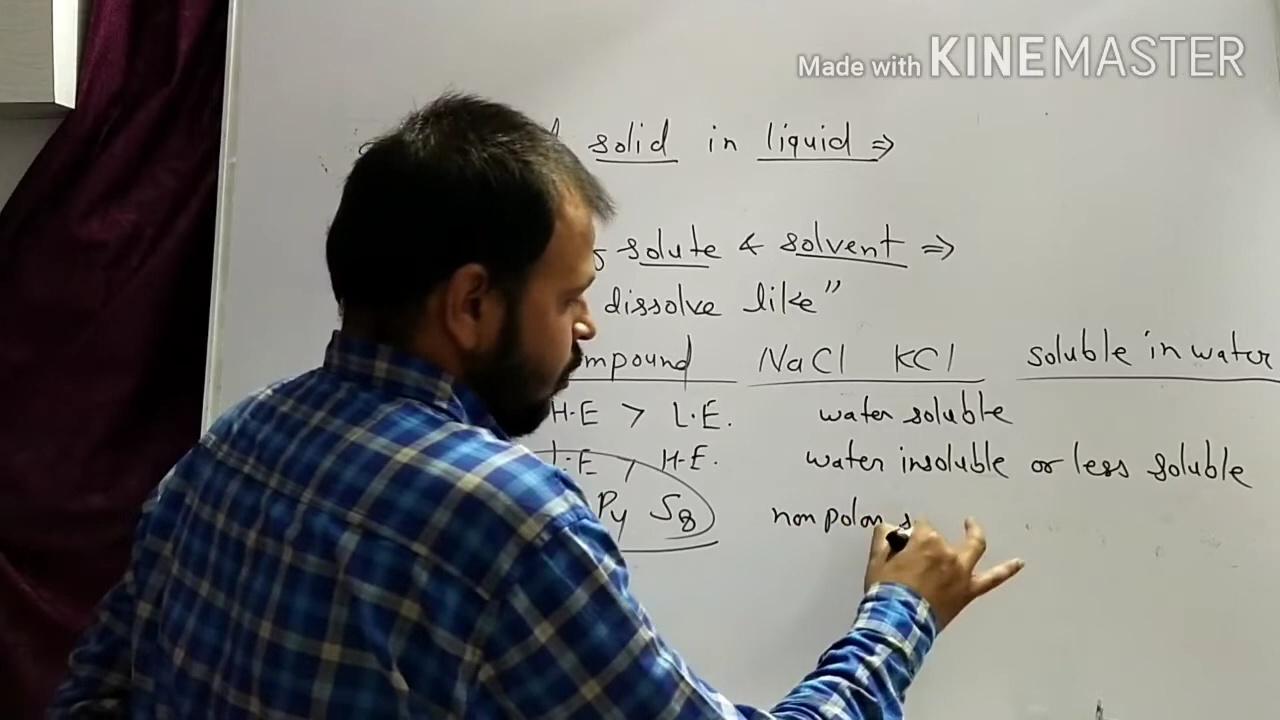 Made with KINEMASTER
solid in liquid ⇒
solute & solvent ⇒
dissolve like"
mpound NaCl KCl soluble in water
H.E > L.E. water soluble
L.E > H.E. water insoluble or less soluble
P4 S8 non polar s